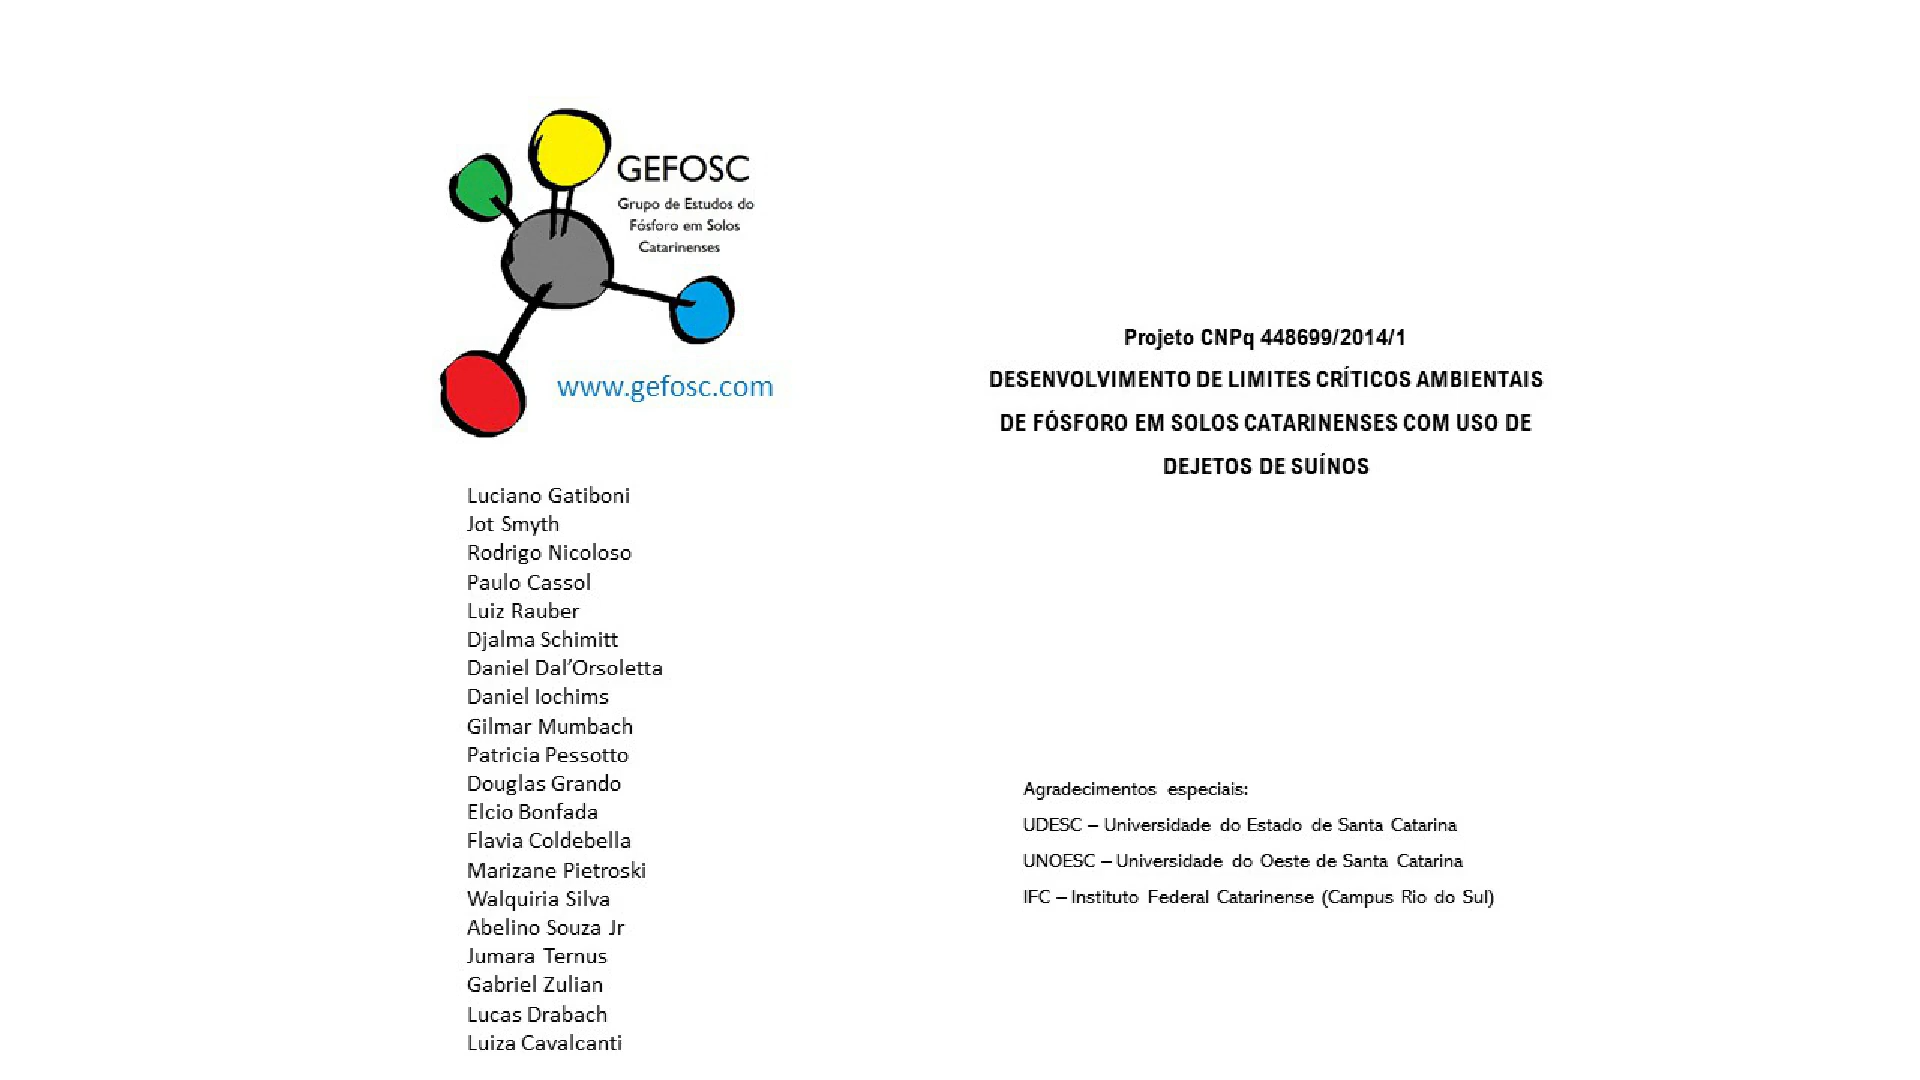 GEFOSC
Grupo de Estudos do
Fósforo em Solos
Catarinenses
www.gefosc.com
Luciano Gatiboni
Jot Smyth
Rodrigo Nicoloso
Paulo Cassol
Luiz Rauber
Djalma Schimitt
Daniel Dal’Orsoletta
Daniel Iochims
Gilmar Mumbach
Patricia Pessotto
Douglas Grando
Elcio Bonfada
Flavia Coldebella
Marizane Pietroski
Walquiria Silva
Abelino Souza Jr
Jumara Ternus
Gabriel Zulian
Lucas Drabach
Luiza Cavalcanti
Projeto CNPq 448699/2014/1
DESENVOLVIMENTO DE LIMITES CRÍTICOS AMBIENTAIS
DE FÓSFORO EM SOLOS CATARINENSES COM USO DE
DEJETOS DE SUÍNOS
Agradecimentos especiais:
UDESC – Universidade do Estado de Santa Catarina
UNOESC – Universidade do Oeste de Santa Catarina
IFC – Instituto Federal Catarinense (Campus Rio do Sul)